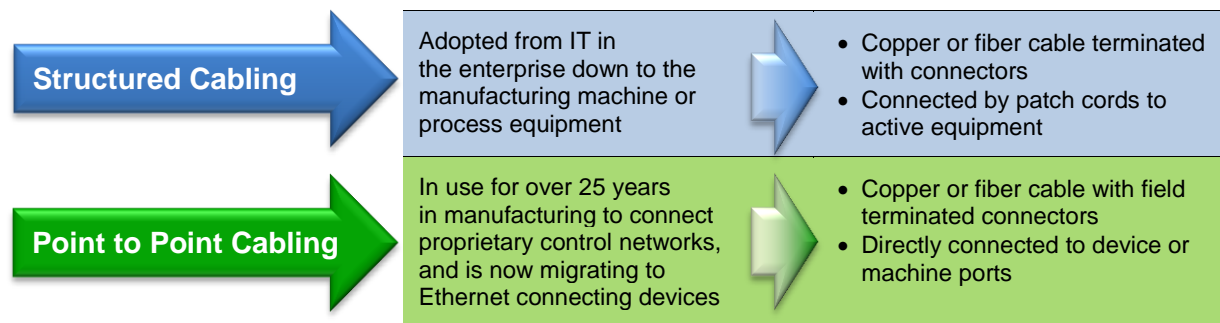 Structured Cabling
Adopted from IT in
the enterprise down to the
manufacturing machine or
process equipment
• Copper or fiber cable terminated
with connectors
• Connected by patch cords to
active equipment
Point to Point Cabling
In use for over 25 years
in manufacturing to connect
proprietary control networks,
and is now migrating to
Ethernet connecting devices
• Copper or fiber cable with field
terminated connectors
• Directly connected to device or
machine ports